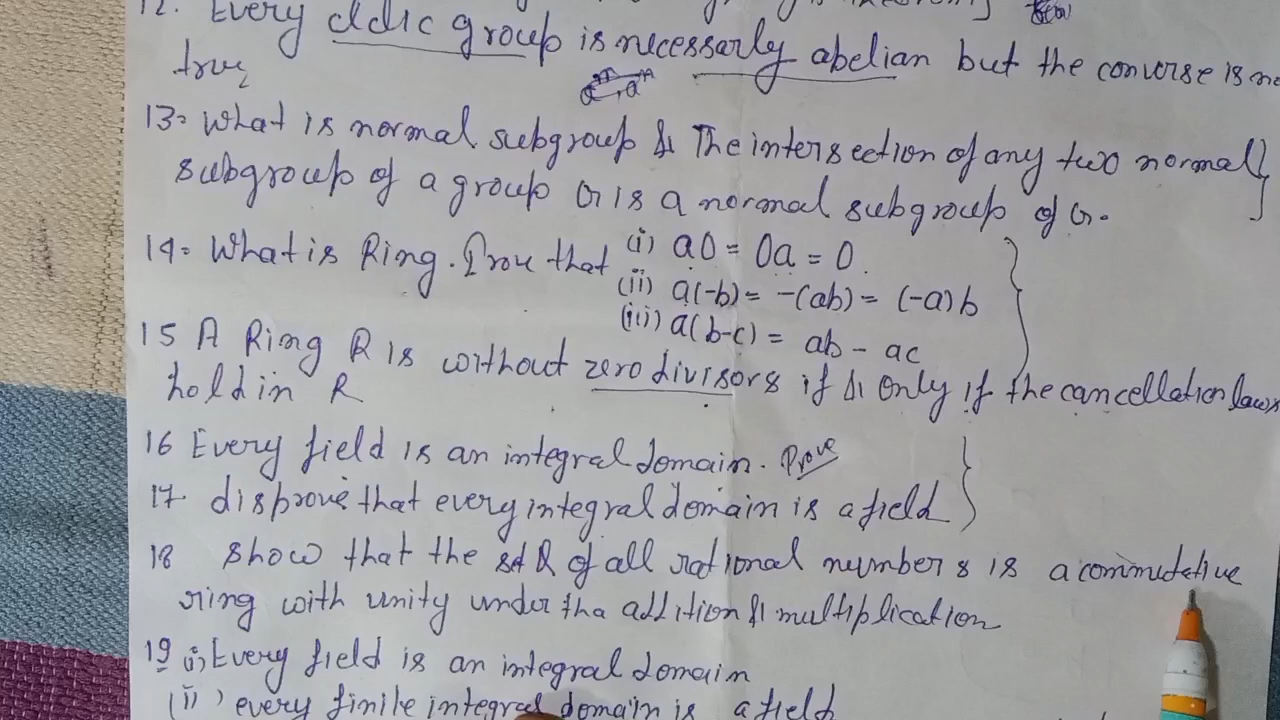 12. Every ciclic group is necessarly abelian but the converse is
true
13. What is normal subgroup & The intersection of any two normal
subgroup of a group G is a normal subgroup of G.
14. What is Ring. Prove that (i) a0 = 0a = 0.
(ii) a(-b) = -(ab) = (-a)b
(iii) a(b-c) = ab - ac
15 A Ring R is without zero divisors if & only if the cancellation laws
hold in R
16 Every field is an integral domain. Prove
17 disprove that every integral domain is a field
18 Show that the set Q of all rational numbers is a commutative
ring with unity under tha addition & multiplication
19 (i) Every field is an integral domain
(ii) every finite integral domain is a field